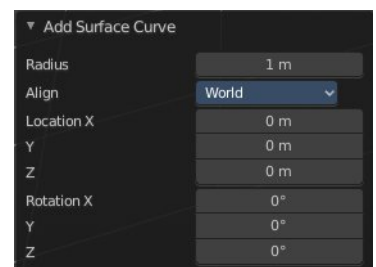 Add Surface Curve
Radius 1 m
Align World
Location X 0 m
Y 0 m
Z 0 m
Rotation X 0°
Y 0°
Z 0°